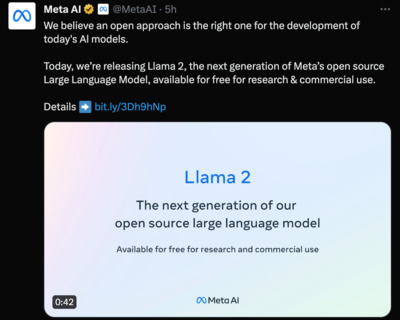 Meta AI @MetaAI · 5h
We believe an open approach is the right one for the development of
today's AI models.
Today, we're releasing Llama 2, the next generation of Meta's open source
Large Language Model, available for free for research & commercial use.
Details ➡️ bit.ly/3Dh9hNp
Llama 2
The next generation of our
open source large language model
Available for free for research and commercial use
0:42
Meta AI